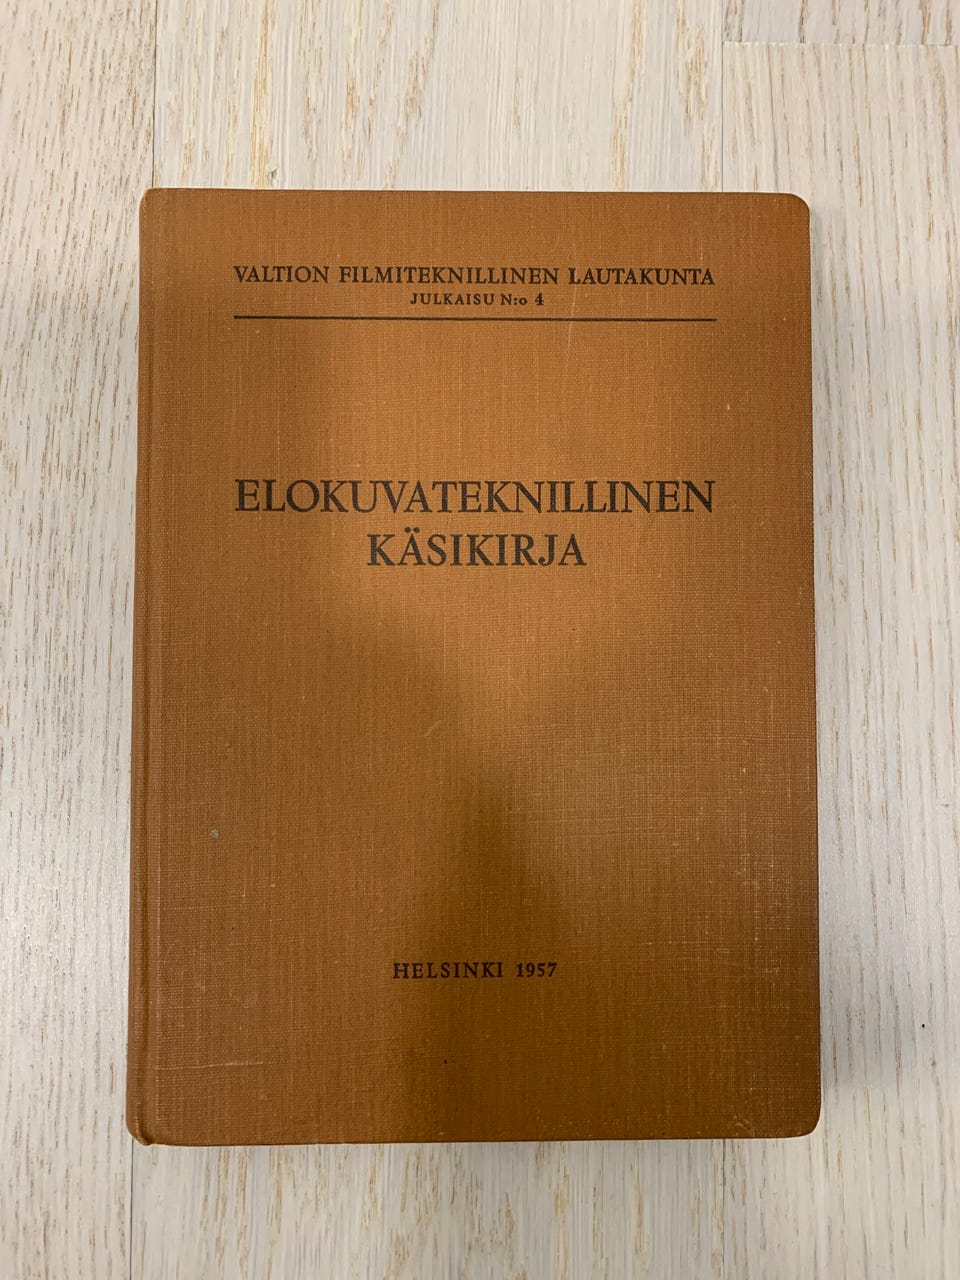 VALTION FILMITEKNILLINEN LAUTAKUNTA
JULKAISU N:o 4
ELOKUVATEKNILLINEN
KÄSIKIRJA
HELSINKI 1957